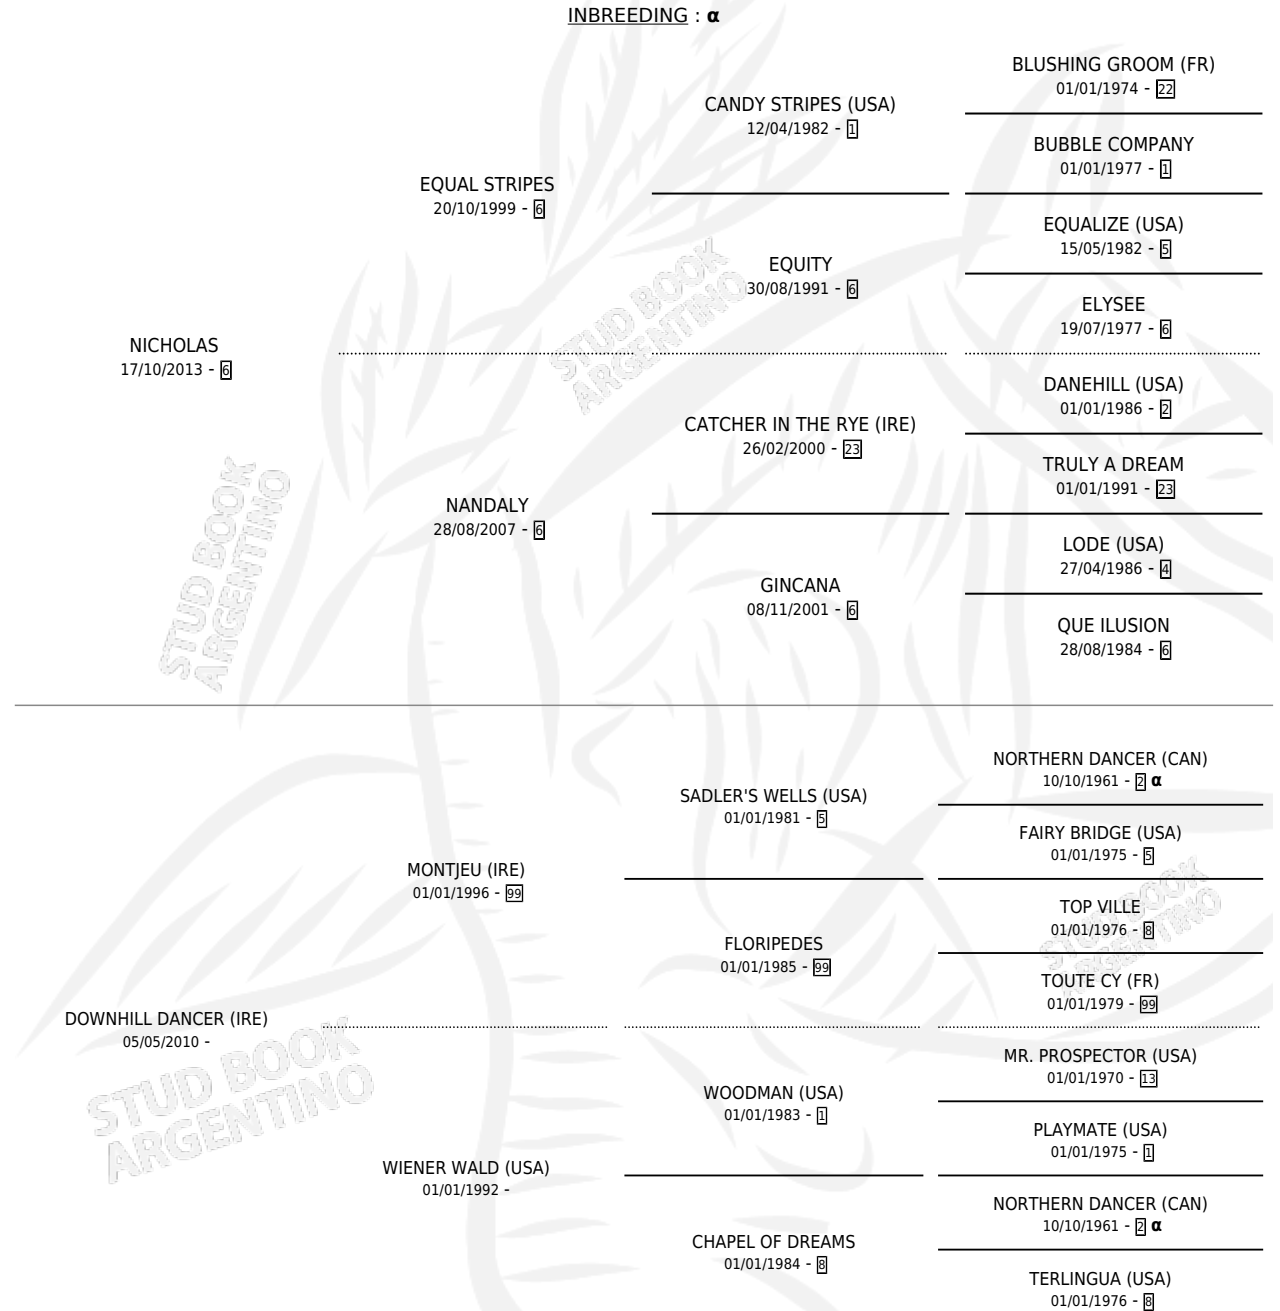 INBREEDING : α
BLUSHING GROOM (FR)
01/01/1974 - 22
CANDY STRIPES (USA)
12/04/1982 - 1
BUBBLE COMPANY
01/01/1977 - 1
EQUAL STRIPES
20/10/1999 - 6
EQUALIZE (USA)
15/05/1982 - 5
EQUITY
30/08/1991 - 6
ELYSEE
19/07/1977 - 6
NICHOLAS
17/10/2013 - 6
DANEHILL (USA)
01/01/1986 - 2
CATCHER IN THE RYE (IRE)
26/02/2000 - 23
TRULY A DREAM
01/01/1991 - 23
NANDALY
28/08/2007 - 6
LODE (USA)
27/04/1986 - 4
GINCANA
08/11/2001 - 6
QUE ILUSION
28/08/1984 - 6
NORTHERN DANCER (CAN)
10/10/1961 - 2 α
SADLER'S WELLS (USA)
01/01/1981 - 5
FAIRY BRIDGE (USA)
01/01/1975 - 5
MONTJEU (IRE)
01/01/1996 - 99
TOP VILLE
01/01/1976 - 8
FLORIPEDES
01/01/1985 - 99
TOUTE CY (FR)
01/01/1979 - 99
DOWNHILL DANCER (IRE)
05/05/2010 -
MR. PROSPECTOR (USA)
01/01/1970 - 13
WOODMAN (USA)
01/01/1983 - 1
PLAYMATE (USA)
01/01/1975 - 1
WIENER WALD (USA)
01/01/1992 -
NORTHERN DANCER (CAN)
10/10/1961 - 2 α
CHAPEL OF DREAMS
01/01/1984 - 8
TERLINGUA (USA)
01/01/1976 - 8
STUD BOOK
ARGENTINO
STUD BOOK
ARGENTINO
STUD BOOK
ARGENTINO
STUD BOOK
ARGENTINO